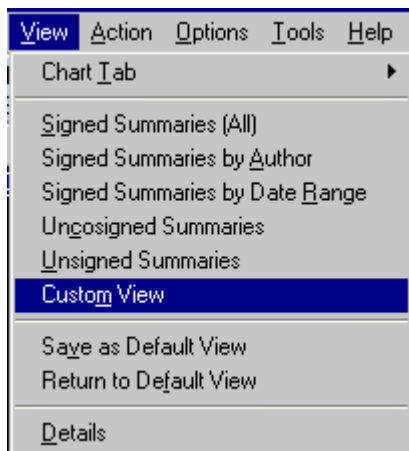 View Action Options Tools Help
Chart Tab
Signed Summaries (All)
Signed Summaries by Author
Signed Summaries by Date Range
Uncosigned Summaries
Unsigned Summaries
Custom View
Save as Default View
Return to Default View
Details